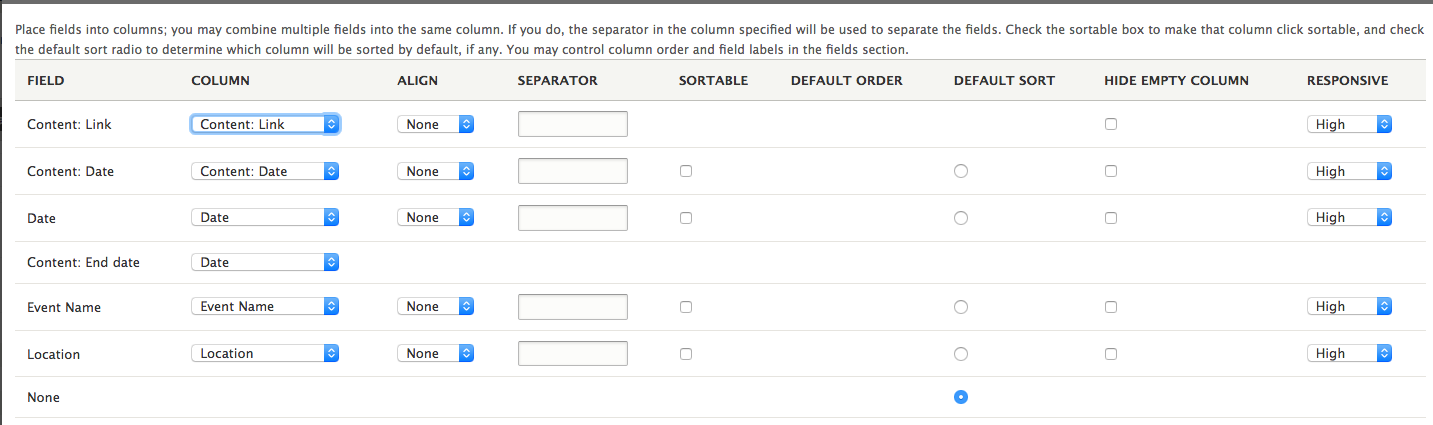 Place fields into columns; you may combine multiple fields into the same column. If you do, the separator in the column specified will be used to separate the fields. Check the sortable box to make that column click sortable, and check
the default sort radio to determine which column will be sorted by default, if any. You may control column order and field labels in the fields section.
FIELD COLUMN ALIGN SEPARATOR SORTABLE DEFAULT ORDER DEFAULT SORT HIDE EMPTY COLUMN RESPONSIVE
Content: Link Content: Link None High
Content: Date Content: Date None High
Date Date None High
Content: End date Date
Event Name Event Name None High
Location Location None High
None